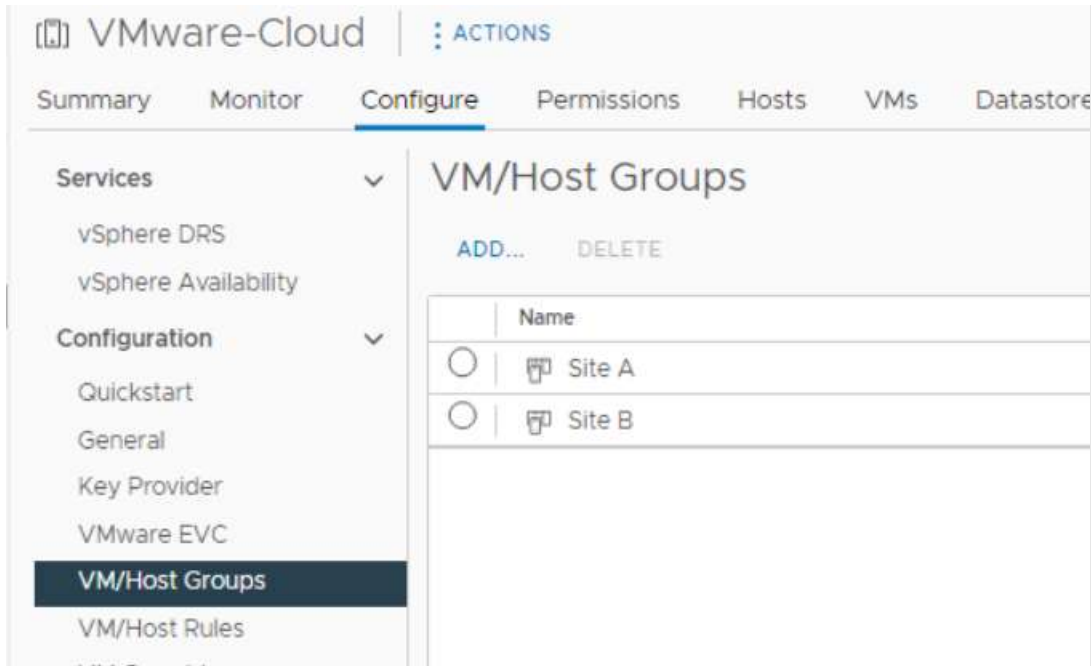 VMware-Cloud ACTIONS
Summary Monitor Configure Permissions Hosts VMs Datastore
Services
vSphere DRS
vSphere Availability
Configuration
Quickstart
General
Key Provider
VMware EVC
VM/Host Groups
VM/Host Rules
VM/Host Groups
ADD... DELETE
Name
Site A
Site B